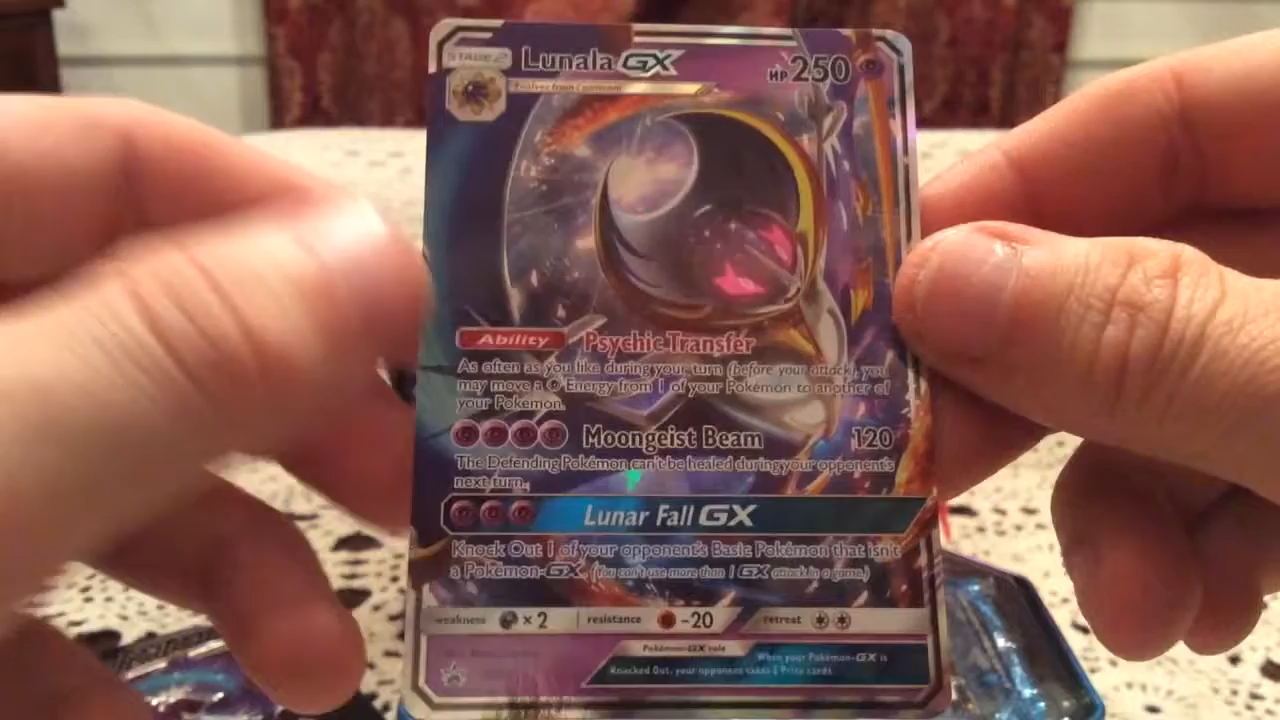 STAGE 2
Lunala GX
HP 250
Evolves from Cosmoem
Ability Psychic Transfer
As often as you like during your turn (before your attack), you
may move a Energy from 1 of your Pokémon to another of
your Pokémon.
Moongeist Beam 120
The Defending Pokémon can't be healed during your opponent's
next turn.
Lunar Fall GX
Knock Out 1 of your opponent's Basic Pokémon that isn't
a Pokémon-GX. (You can't use more than 1 GX attack in a game.)
weakness × 2 resistance -20 retreat
Pokémon-GX rule
When your Pokémon-GX is
Knocked Out, your opponent takes 2 Prize cards.